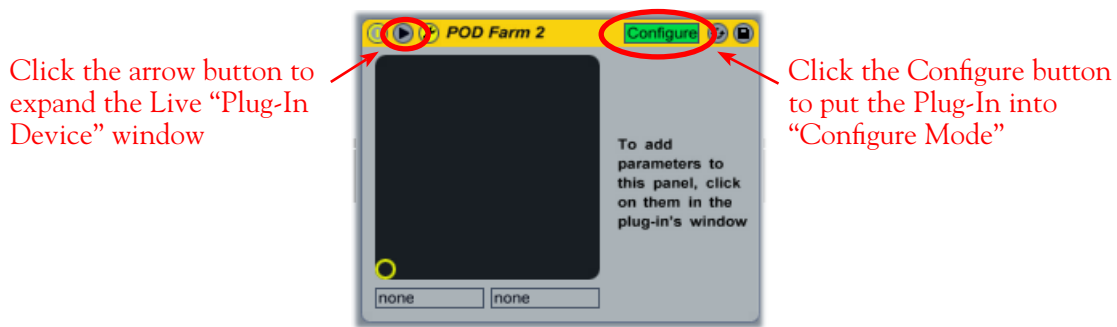 POD Farm 2
Configure
Click the arrow button to
expand the Live “Plug-In
Device” window
Click the Configure button
to put the Plug-In into
“Configure Mode”
To add
parameters to
this panel, click
on them in the
plug-in's window
none
none